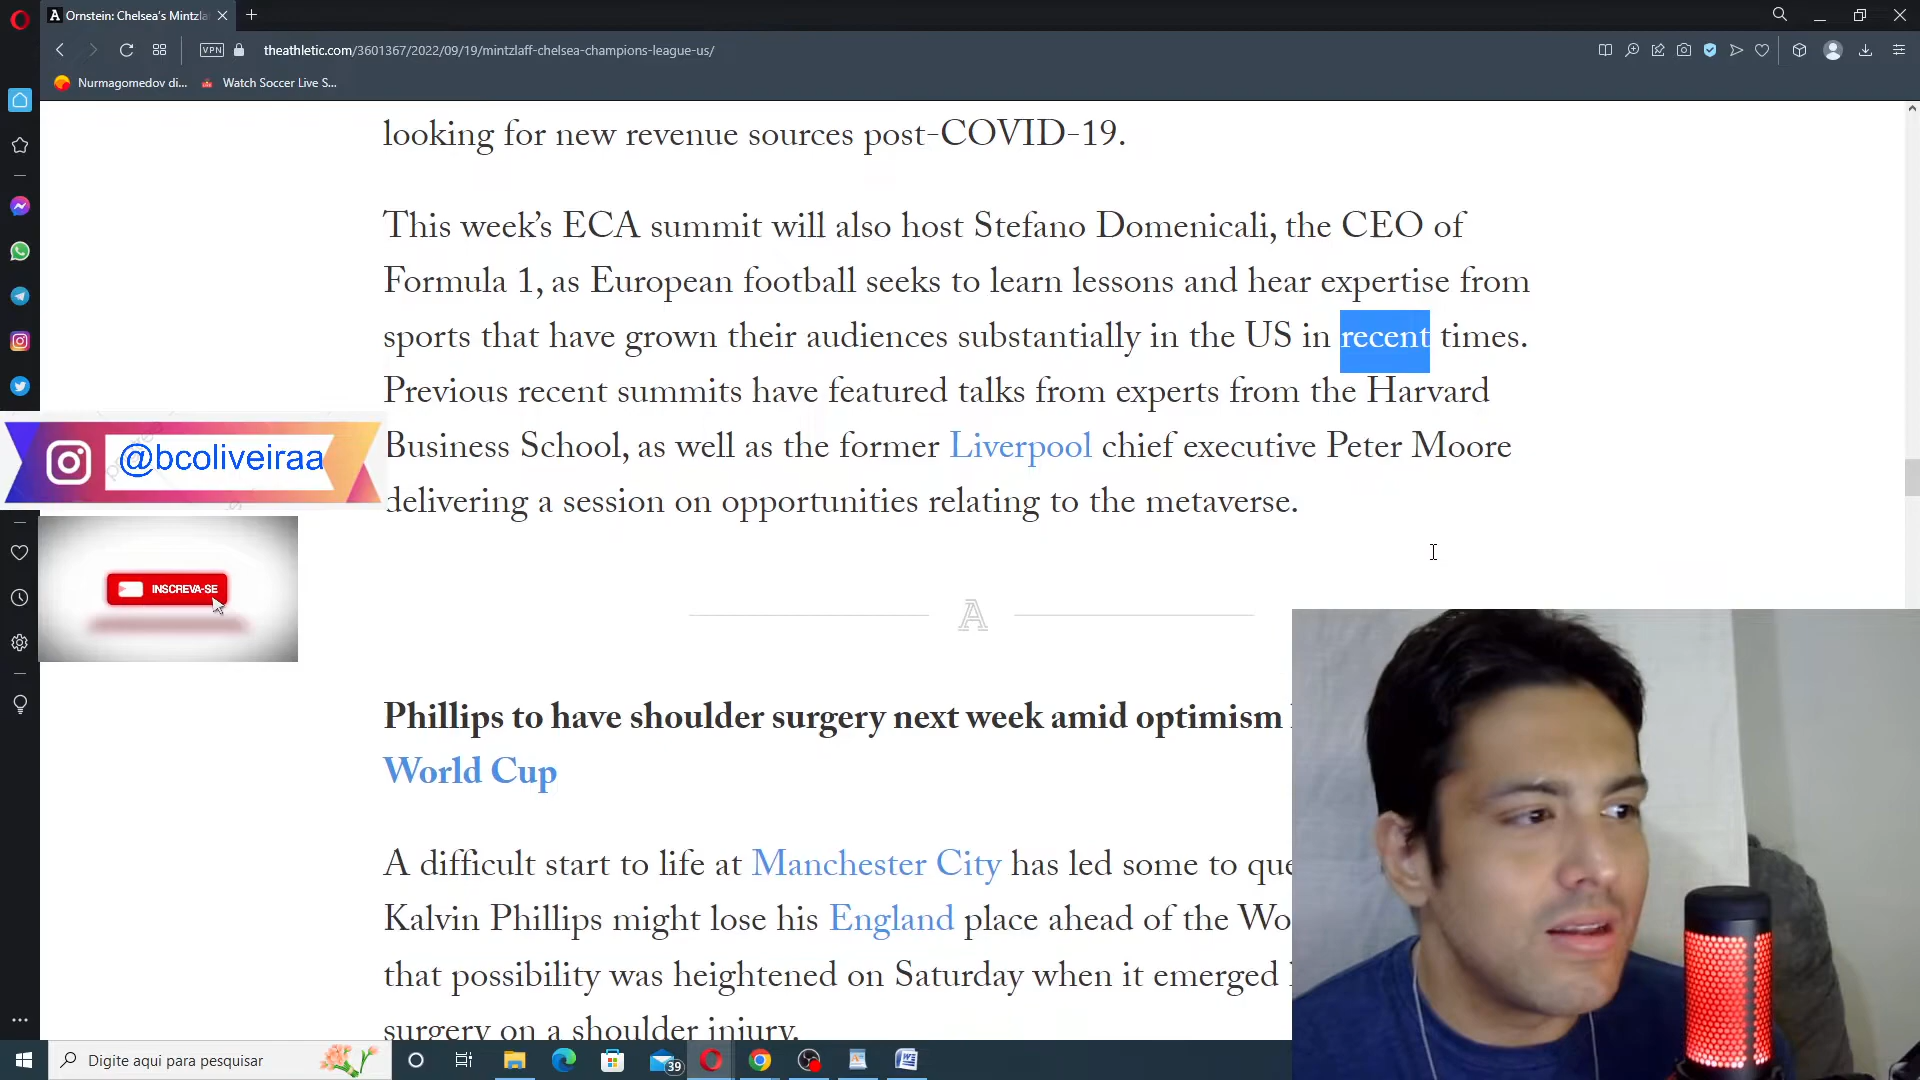 Ornstein: Chelsea's Mintzla
VPN
theathletic.com/3601367/2022/09/19/mintzlaff-chelsea-champions-league-us/
Nurmagomedov di...
Watch Soccer Live S...
looking for new revenue sources post-COVID-19.
This week's ECA summit will also host Stefano Domenicali, the CEO of
Formula 1, as European football seeks to learn lessons and hear expertise from
sports that have grown their audiences substantially in the US in recent times.
Previous recent summits have featured talks from experts from the Harvard
Business School, as well as the former Liverpool chief executive Peter Moore
delivering a session on opportunities relating to the metaverse.
@bcoliveiraa
INSCREVA-SE
A
Phillips to have shoulder surgery next week amid optimism
World Cup
A difficult start to life at Manchester City has led some to que
Kalvin Phillips might lose his England place ahead of the Wo
that possibility was heightened on Saturday when it emerged
surgery on a shoulder injury.
Digite aqui para pesquisar
39